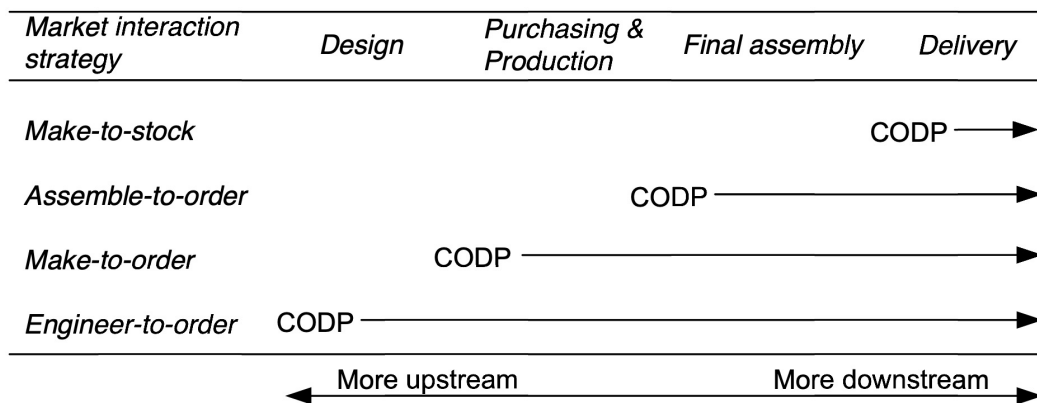 Market interaction strategy
Design
Purchasing & Production
Final assembly
Delivery
Make-to-stock
CODP
Assemble-to-order
CODP
Make-to-order
CODP
Engineer-to-order
CODP
More upstream
More downstream